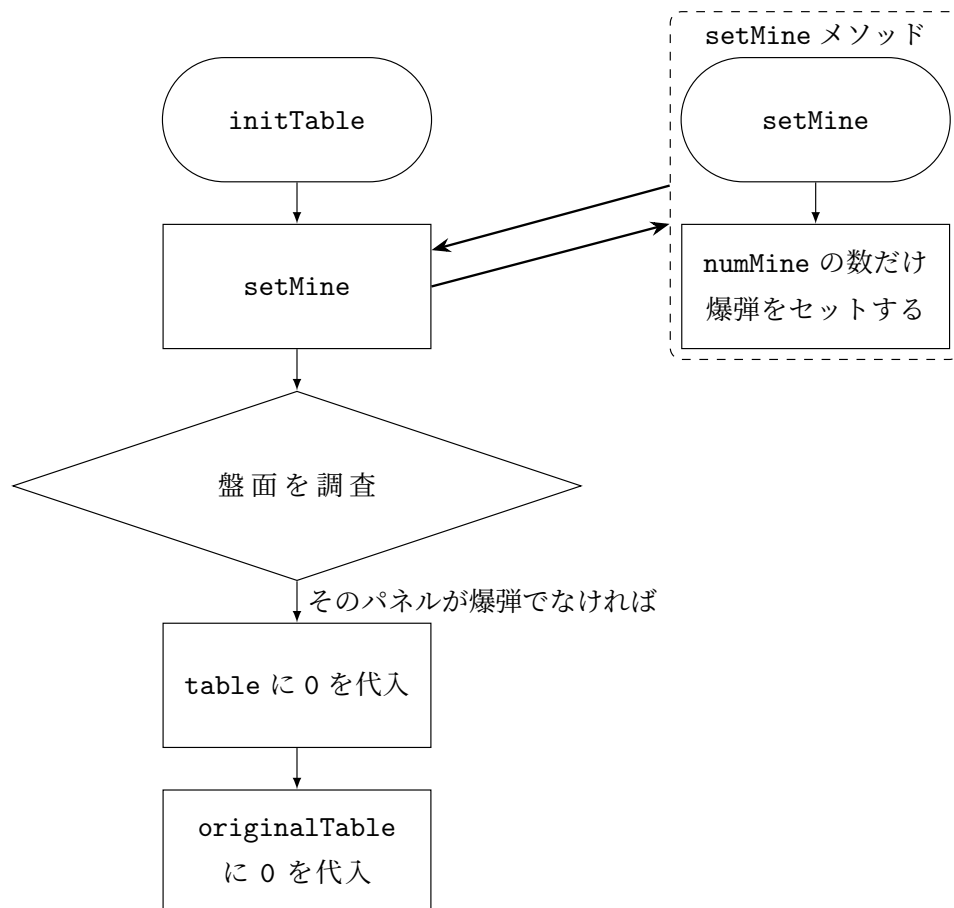 setMine メソッド
initTable
setMine
setMine
numMine の数だけ
爆弾をセットする
盤面を調査
そのパネルが爆弾でなければ
table に 0 を代入
originalTable
に 0 を代入